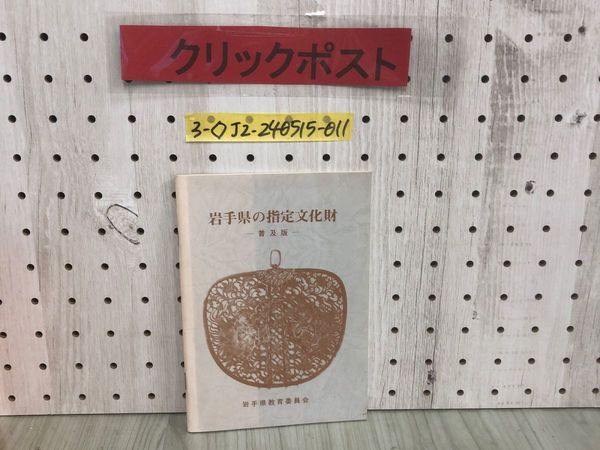 クリックポスト
3-◇J2-240515-011
岩手県の指定文化財
—普及版—
岩手県教育委員会